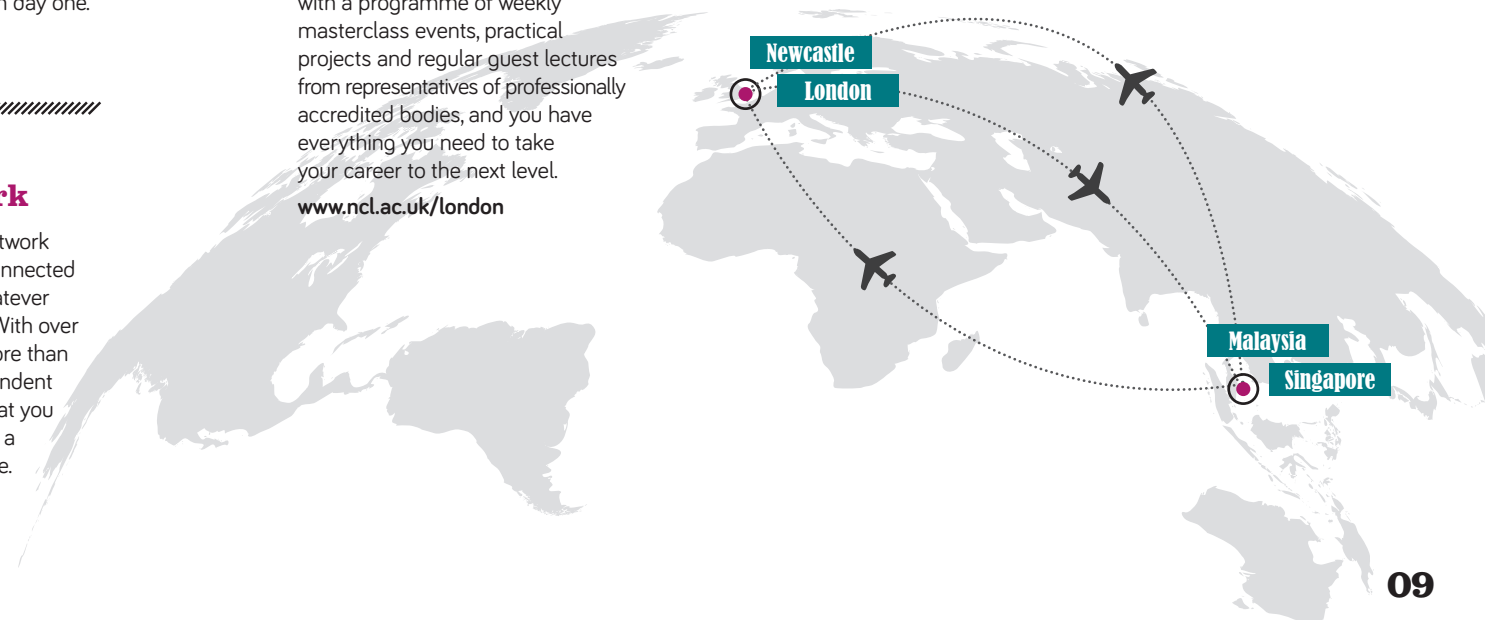 n day one.
rk
twork
nnected
atever
With over
ore than
ndent
at you
a
e.
with a programme of weekly
masterclass events, practical
projects and regular guest lectures
from representatives of professionally
accredited bodies, and you have
everything you need to take
your career to the next level.
www.ncl.ac.uk/london
Newcastle
London
Malaysia
Singapore
09